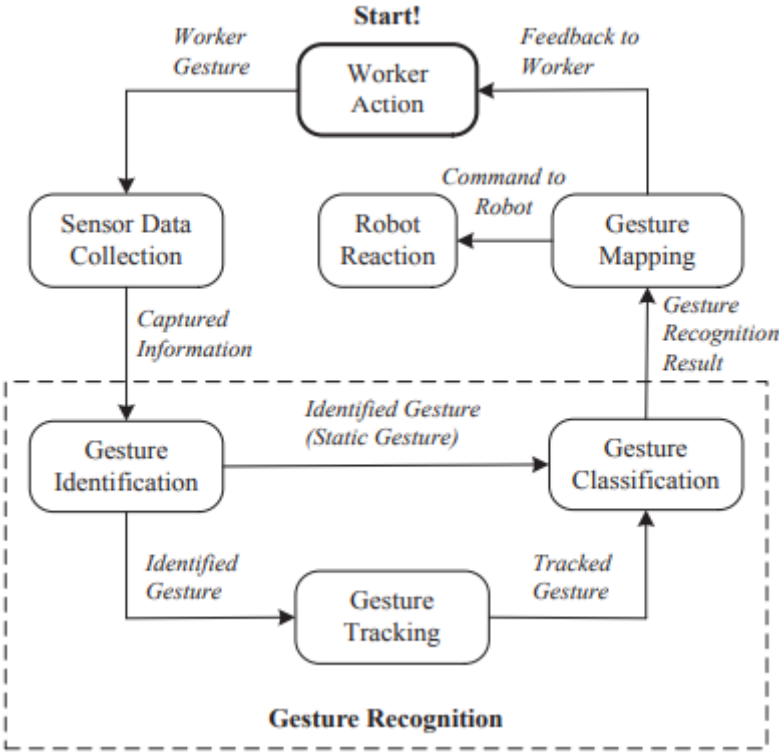 Start!
Worker
Gesture
Worker
Action
Feedback to
Worker
Sensor Data
Collection
Robot
Reaction
Command to
Robot
Gesture
Mapping
Captured
Information
Gesture
Recognition
Result
Gesture
Identification
Identified Gesture
(Static Gesture)
Gesture
Classification
Identified
Gesture
Gesture
Tracking
Tracked
Gesture
Gesture Recognition